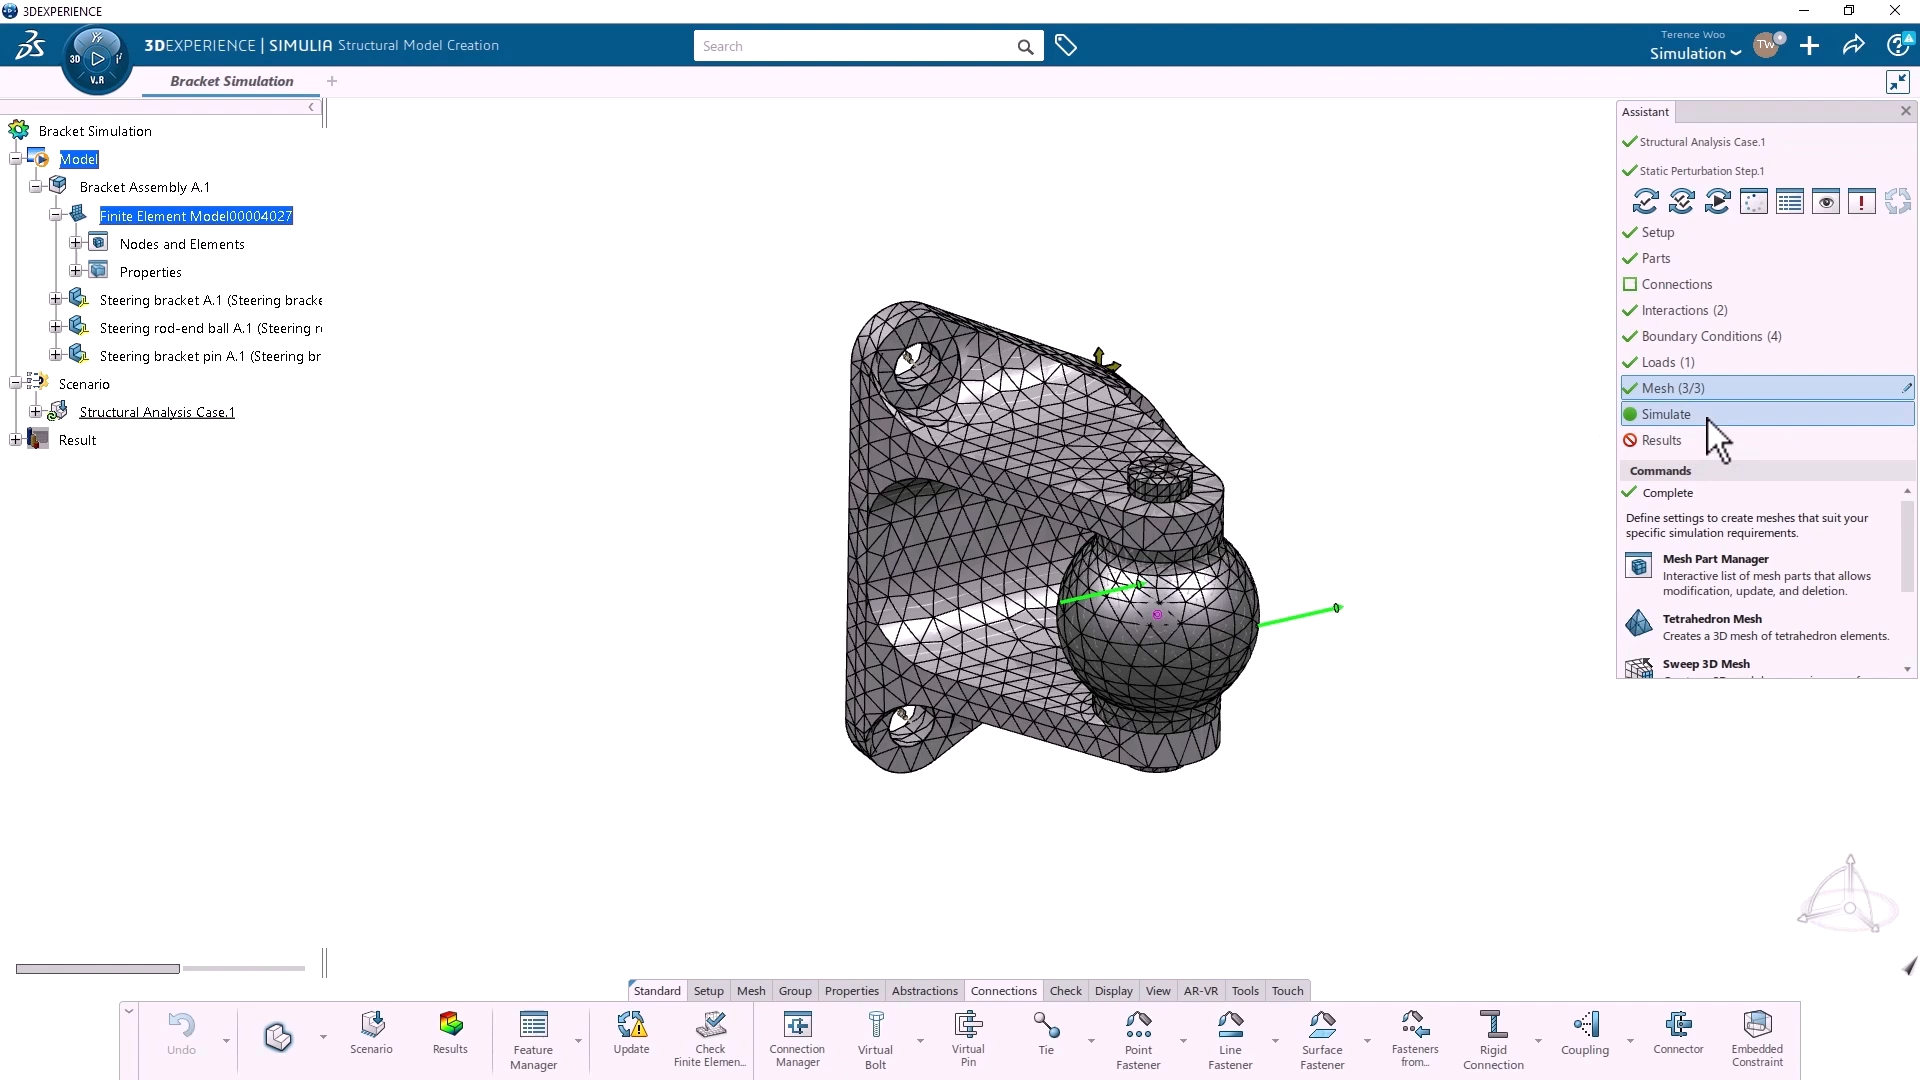 3DEXPERIENCE
3DEXPERIENCE | SIMULIA Structural Model Creation
Search
Terence Woo
Simulation
TW
3D
V.R
Bracket Simulation
Bracket Simulation
Model
Bracket Assembly A.1
Finite Element Model00004027
Nodes and Elements
Properties
Steering bracket A.1 (Steering bracke
Steering rod-end ball A.1 (Steering r
Steering bracket pin A.1 (Steering br
Scenario
Structural Analysis Case.1
Result
Assistant
Structural Analysis Case.1
Static Perturbation Step.1
Setup
Parts
Connections
Interactions (2)
Boundary Conditions (4)
Loads (1)
Mesh (3/3)
Simulate
Results
Commands
Complete
Define settings to create meshes that suit your
specific simulation requirements.
Mesh Part Manager
Interactive list of mesh parts that allows
modification, update, and deletion.
Tetrahedron Mesh
Creates a 3D mesh of tetrahedron elements.
Sweep 3D Mesh
Standard Setup Mesh Group Properties Abstractions Connections Check Display View AR-VR Tools Touch
Undo
Scenario
Results
Feature
Manager
Update
Check
Finite Elemen...
Connection
Manager
Virtual
Bolt
Virtual
Pin
Tie
Point
Fastener
Line
Fastener
Surface
Fastener
Fasteners
from...
Rigid
Connection
Coupling
Connector
Embedded
Constraint